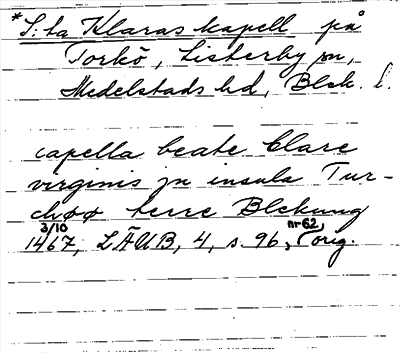 *S:ta Klaras kapell på
Torkö, Listerby sn,
Medelstads hd, Blek. l.
capella beate Clare
virginis jn insula Tur-
chøø terre Blekung
3/10 1467, LÄUB, 4, s. 96, nr 62, orig.